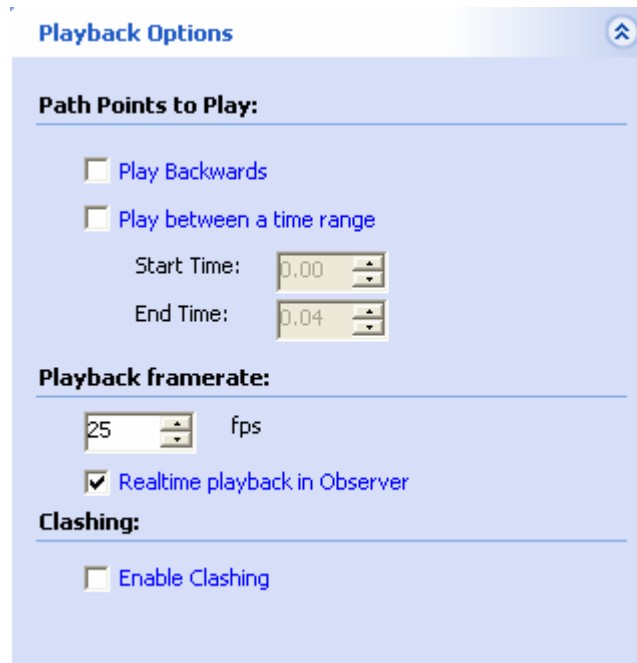 Playback Options
Path Points to Play:
Play Backwards
Play between a time range
Start Time: 0.00
End Time: 0.04
Playback framerate:
25 fps
Realtime playback in Observer
Clashing:
Enable Clashing